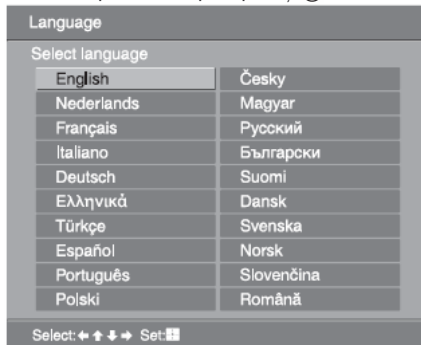 Language
Select language
English
Nederlands
Français
Italiano
Deutsch
Ελληνικά
Türkçe
Español
Português
Polski
Česky
Magyar
Русский
Български
Suomi
Dansk
Svenska
Norsk
Slovenčina
Română
Select: ←↑↓→ Set: